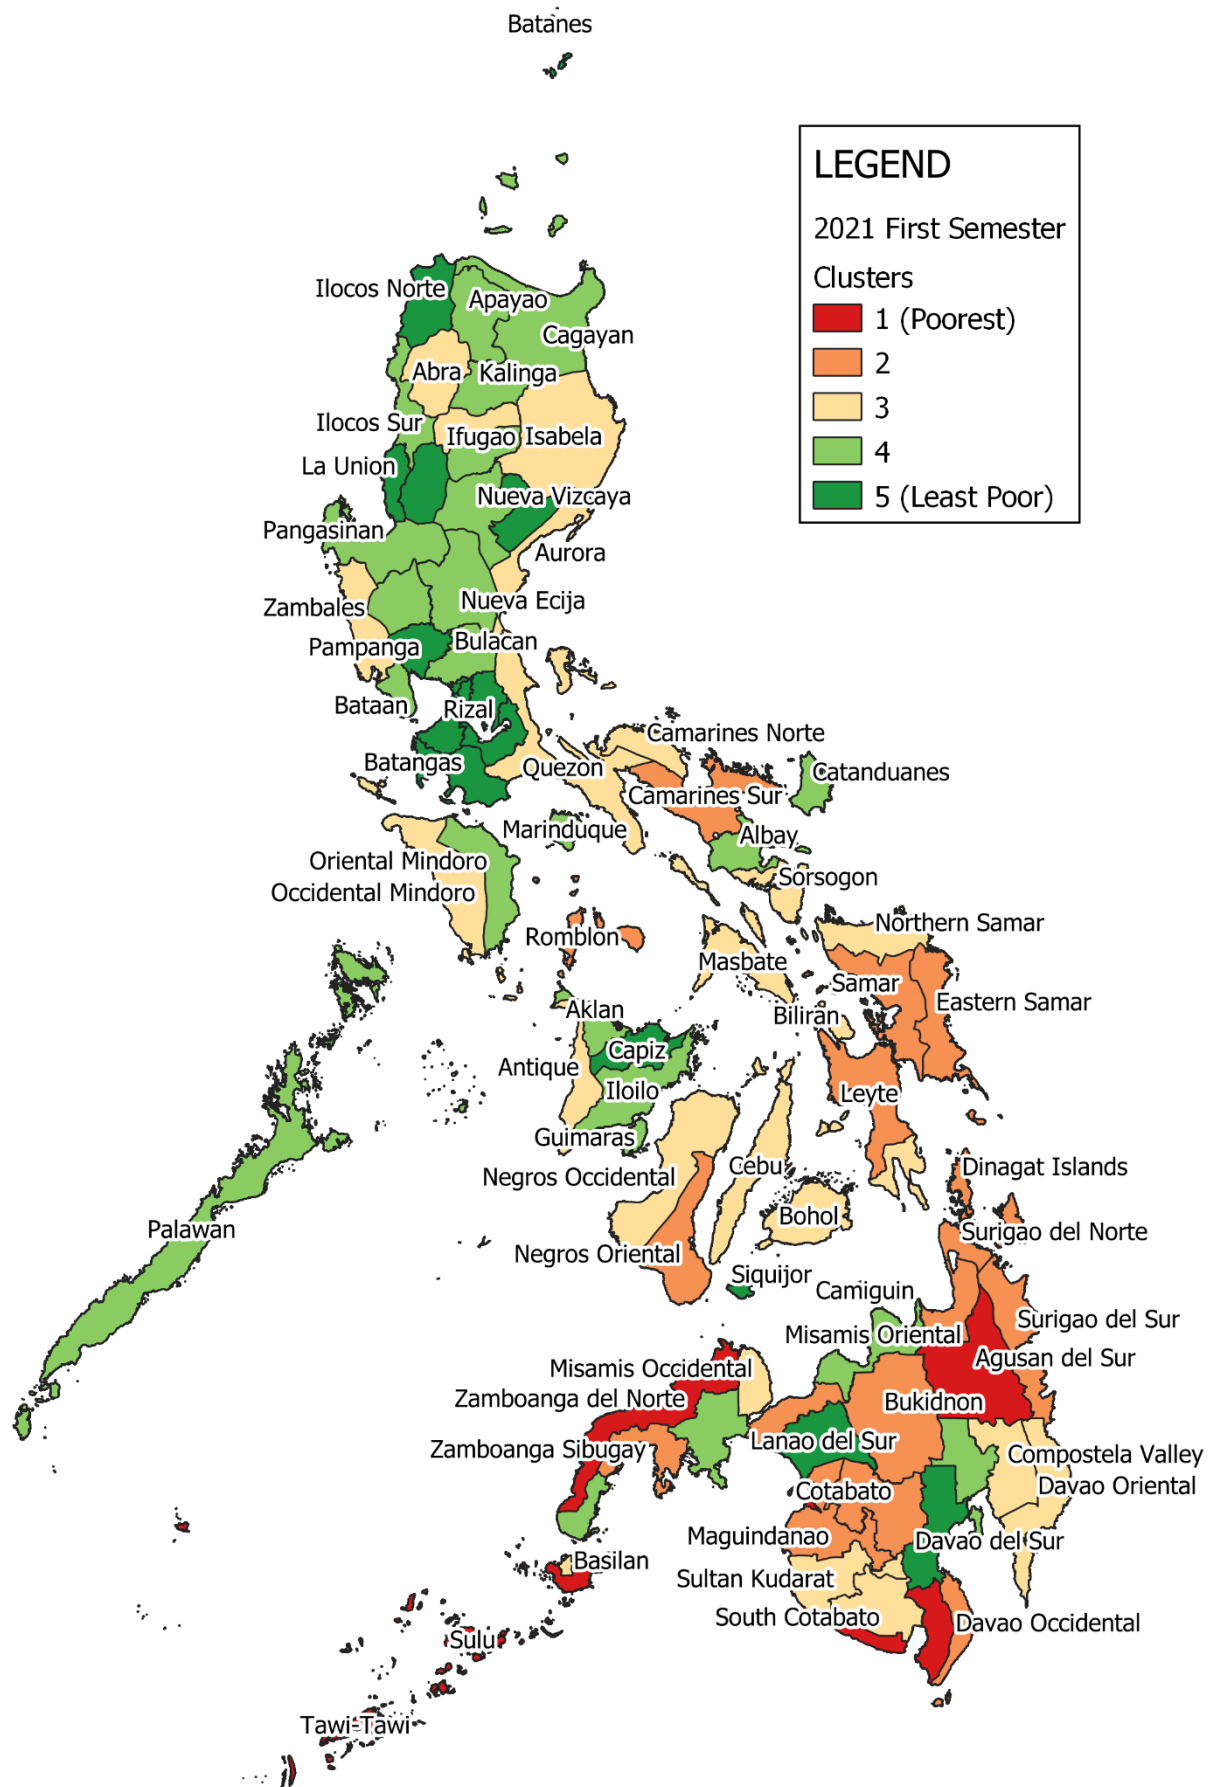 Batanes
LEGEND
2021 First Semester
Clusters
1 (Poorest)
2
3
4
5 (Least Poor)
Ilocos Norte
Apayao
Cagayan
Abra
Kalinga
Ilocos Sur
Ifugao
Isabela
La Union
Nueva Vizcaya
Pangasinan
Aurora
Zambales
Nueva Ecija
Pampanga
Bulacan
Bataan
Rizal
Camarines Norte
Batangas
Quezon
Catanduanes
Camarines Sur
Marinduque
Albay
Oriental Mindoro
Occidental Mindoro
Sorsogon
Northern Samar
Romblon
Masbate
Samar
Eastern Samar
Aklan
Biliran
Capiz
Antique
Iloilo
Leyte
Guimaras
Negros Occidental
Cebu
Dinagat Islands
Bohol
Palawan
Surigao del Norte
Negros Oriental
Siquijor
Camiguin
Surigao del Sur
Misamis Oriental
Agusan del Sur
Misamis Occidental
Zamboanga del Norte
Bukidnon
Zamboanga Sibugay
Lanao del Sur
Compostela Valley
Cotabato
Davao Oriental
Maguindanao
Davao del Sur
Basilan
Sultan Kudarat
South Cotabato
Davao Occidental
Sulu
Tawi-Tawi